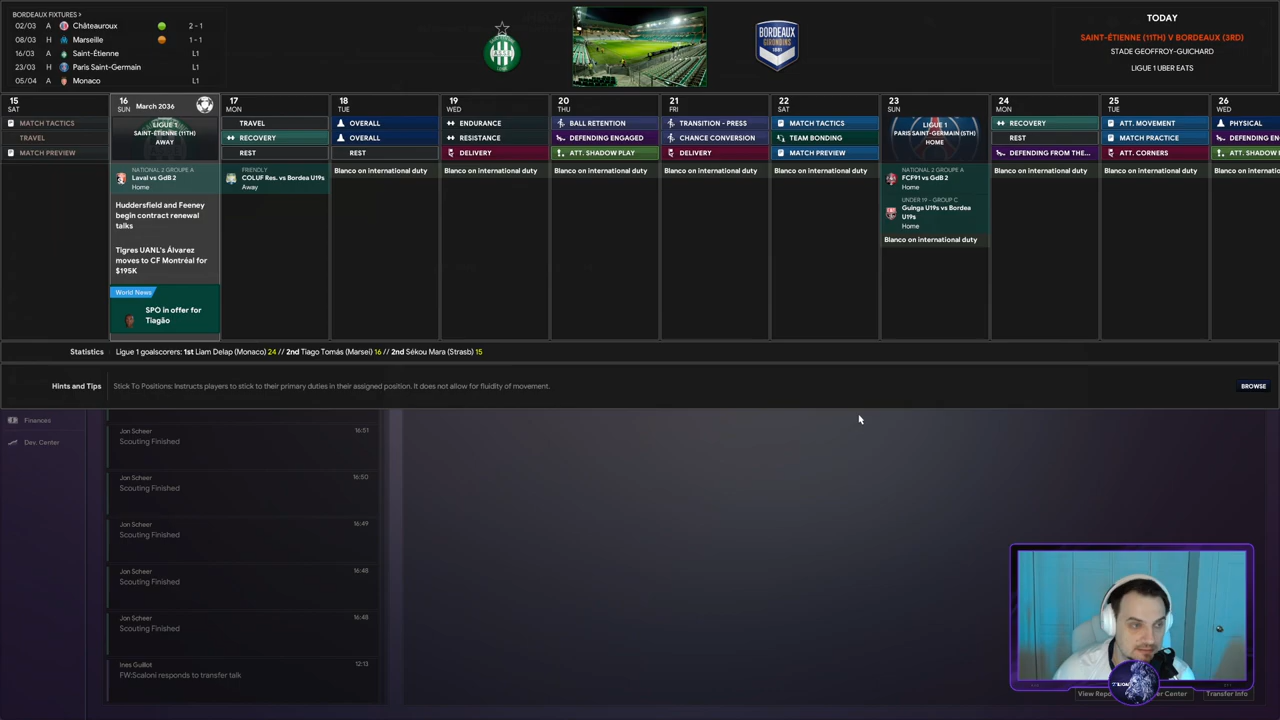 BORDEAUX FIXTURES >
02/03 A Châteauroux 2 - 1
08/03 H Marseille 1 - 1
16/03 A Saint-Étienne L1
23/03 H Paris Saint-Germain L1
05/04 A Monaco L1
BORDEAUX
GIRONDINS
1881
TODAY
SAINT-ÉTIENNE (11TH) V BORDEAUX (3RD)
STADE GEOFFROY-GUICHARD
LIGUE 1 UBER EATS
15
SAT
MATCH TACTICS
TRAVEL
MATCH PREVIEW
16
SUN
March 2036
LIGUE 1
SAINT-ÉTIENNE (11TH)
AWAY
NATIONAL 2 GROUPE A
Laval vs GdB 2
Home
Huddersfield and Feeney
begin contract renewal
talks
Tigres UANL's Álvarez
moves to CF Montréal for
$195K
World News
SPO in offer for
Tiagão
17
MON
TRAVEL
RECOVERY
REST
FRIENDLY
COLUF Res. vs Bordea U19s
Away
18
TUE
OVERALL
OVERALL
REST
Blanco on international duty
19
WED
ENDURANCE
RESISTANCE
DELIVERY
Blanco on international duty
20
THU
BALL RETENTION
DEFENDING ENGAGED
ATT. SHADOW PLAY
Blanco on international duty
21
FRI
TRANSITION - PRESS
CHANCE CONVERSION
DELIVERY
Blanco on international duty
22
SAT
MATCH TACTICS
TEAM BONDING
MATCH PREVIEW
Blanco on international duty
23
SUN
LIGUE 1
PARIS SAINT-GERMAIN (5TH)
HOME
NATIONAL 2 GROUPE A
FCF91 vs GdB 2
Home
UNDER 19 - GROUP C
Guinga U19s vs Bordea
U19s
Home
Blanco on international duty
24
MON
RECOVERY
REST
DEFENDING FROM THE...
Blanco on international duty
25
TUE
ATT. MOVEMENT
MATCH PRACTICE
ATT. CORNERS
Blanco on international duty
26
WED
PHYSICAL
DEFENDING EN
ATT. SHADOW
Blanco on internati
Statistics Ligue 1 goalscorers: 1st Liam Delap (Monaco) 24 // 2nd Tiago Tomás (Marsei) 16 // 2nd Sékou Mara (Strasb) 15
Hints and Tips Stick To Positions: Instructs players to stick to their primary duties in their assigned position. It does not allow for fluidity of movement. BROWSE
Finances
Dev. Center
Jon Scheer 16:51
Scouting Finished
Jon Scheer 16:50
Scouting Finished
Jon Scheer 16:49
Scouting Finished
Jon Scheer 16:48
Scouting Finished
Jon Scheer 16:48
Scouting Finished
Ines Guillot 12:13
FW:Scaloni responds to transfer talk
View Repo
Center
Transfer Info